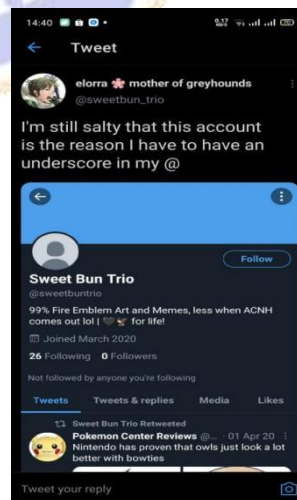 14:40
0.17
KB/S
Tweet
elorra 🌸 mother of greyhounds
@sweetbun_trio
I'm still salty that this account
is the reason I have to have an
underscore in my @
Follow
Sweet Bun Trio
@sweetbuntrio
99% Fire Emblem Art and Memes, less when ACNH
comes out lol | 🖤🦅 for life!
Joined March 2020
26 Following 0 Followers
Not followed by anyone you're following
Tweets Tweets & replies Media Likes
Sweet Bun Trio Retweeted
Pokemon Center Reviews @... · 01 Apr 20
Nintendo has proven that owls just look a lot
better with bowties
Tweet your reply